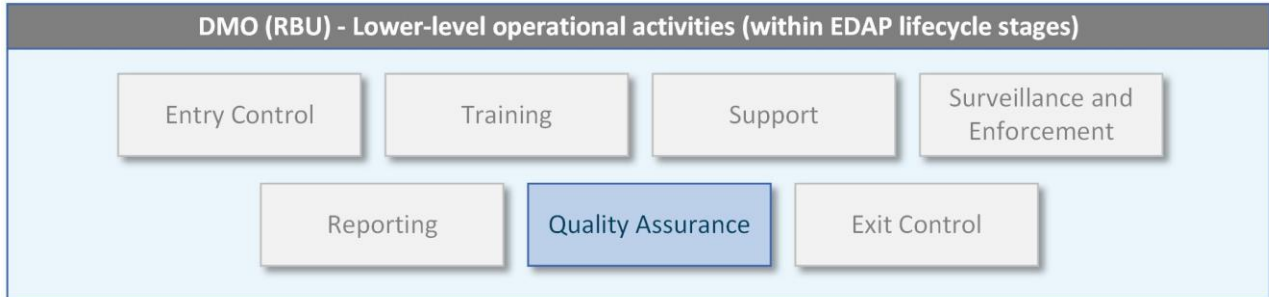 DMO (RBU) - Lower-level operational activities (within EDAP lifecycle stages)
Entry Control
Training
Support
Surveillance and
Enforcement
Reporting
Quality Assurance
Exit Control